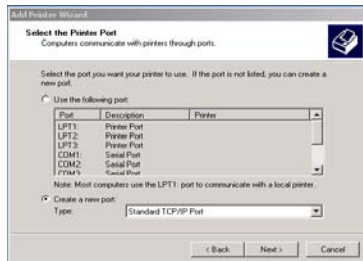 Add Printer Wizard
Select the Printer Port
Computers communicate with printers through ports.
Select the port you want your printer to use. If the port is not listed, you can create a
new port.
Use the following port:
Port Description Printer
LPT1: Printer Port
LPT2: Printer Port
LPT3: Printer Port
COM1: Serial Port
COM2: Serial Port
COM3: Serial Port
Note: Most computers use the LPT1: port to communicate with a local printer.
Create a new port:
Type: Standard TCP/IP Port
< Back Next > Cancel